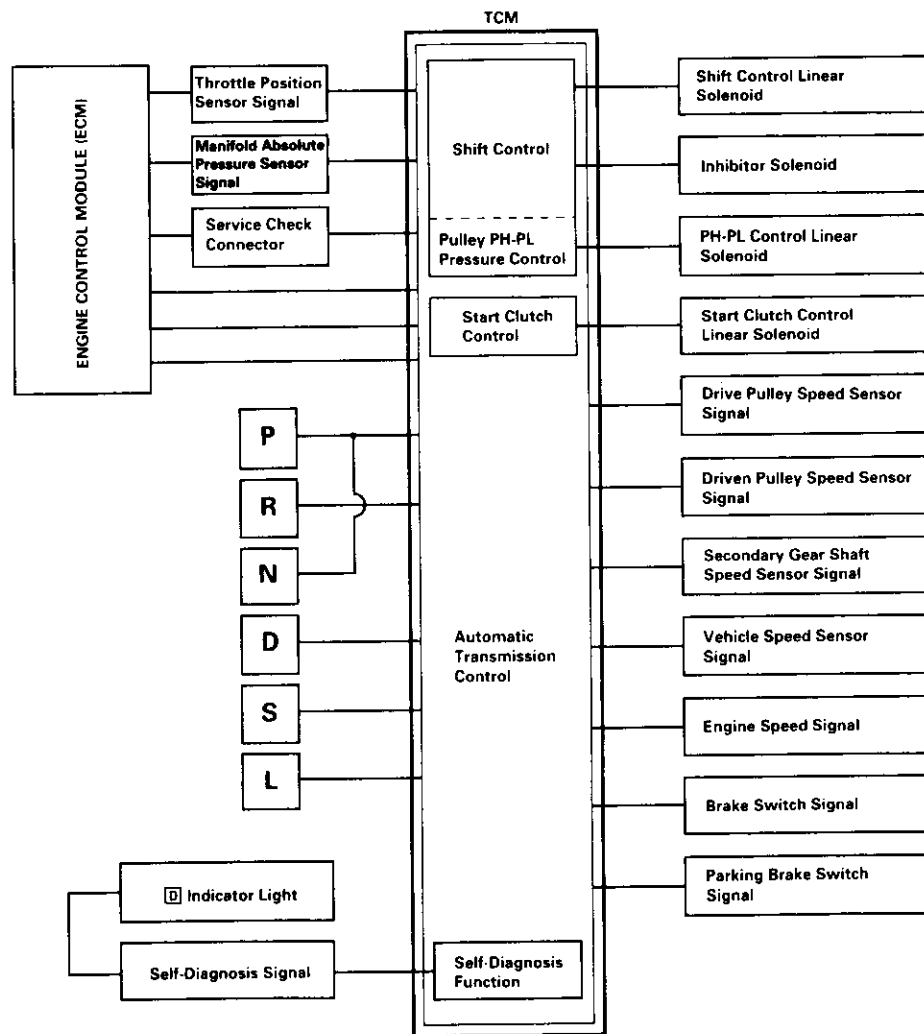 TCM
ENGINE CONTROL MODULE (ECM)
Throttle Position
Sensor Signal
Manifold Absolute
Pressure Sensor
Signal
Service Check
Connector
P
R
N
D
S
L
D Indicator Light
Self-Diagnosis Signal
Shift Control
Pulley PH-PL
Pressure Control
Start Clutch
Control
Automatic
Transmission
Control
Self-Diagnosis
Function
Shift Control Linear
Solenoid
Inhibitor Solenoid
PH-PL Control Linear
Solenoid
Start Clutch Control
Linear Solenoid
Drive Pulley Speed Sensor
Signal
Driven Pulley Speed Sensor
Signal
Secondary Gear Shaft
Speed Sensor Signal
Vehicle Speed Sensor
Signal
Engine Speed Signal
Brake Switch Signal
Parking Brake Switch
Signal